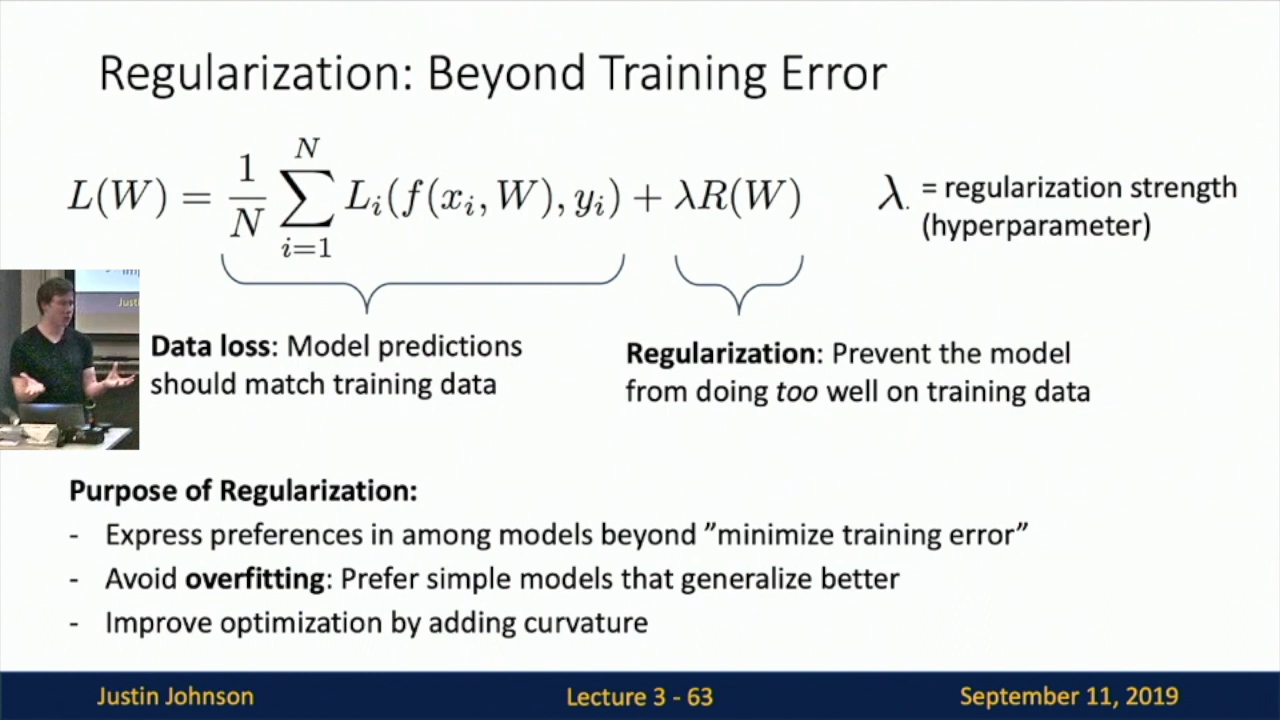 Regularization: Beyond Training Error
L(W) = \frac{1}{N} \sum_{i=1}^{N} L_i(f(x_i, W), y_i) + λR(W)
λ. = regularization strength
(hyperparameter)
Data loss: Model predictions
should match training data
Regularization: Prevent the model
from doing too well on training data
Purpose of Regularization:
- Express preferences in among models beyond ”minimize training error”
- Avoid overfitting: Prefer simple models that generalize better
- Improve optimization by adding curvature
Justin Johnson
Lecture 3 - 63
September 11, 2019